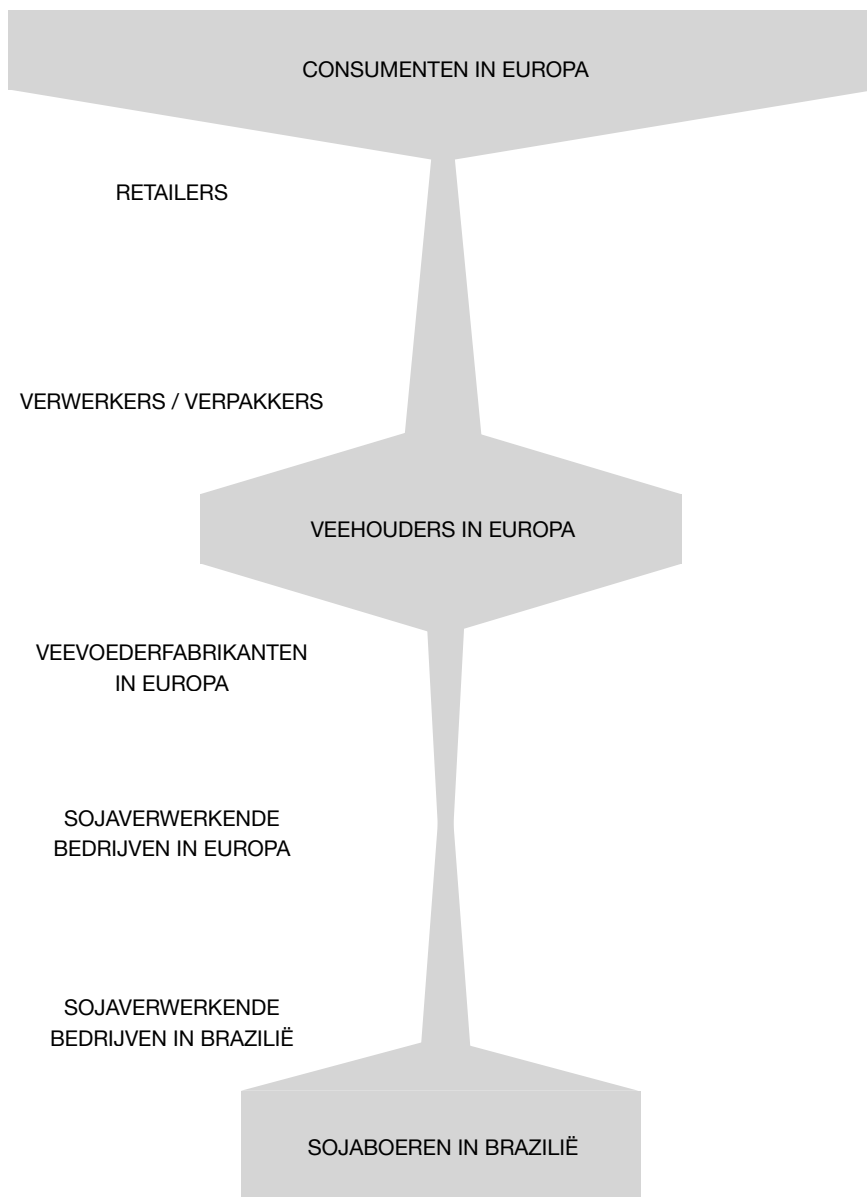 CONSUMENTEN IN EUROPA
RETAILERS
VERWERKERS / VERPAKKERS
VEEHOUDERS IN EUROPA
VEEVOEDERFABRIKANTEN
IN EUROPA
SOJAVERWERKENDE
BEDRIJVEN IN EUROPA
SOJAVERWERKENDE
BEDRIJVEN IN BRAZILIË
SOJABOEREN IN BRAZILIË